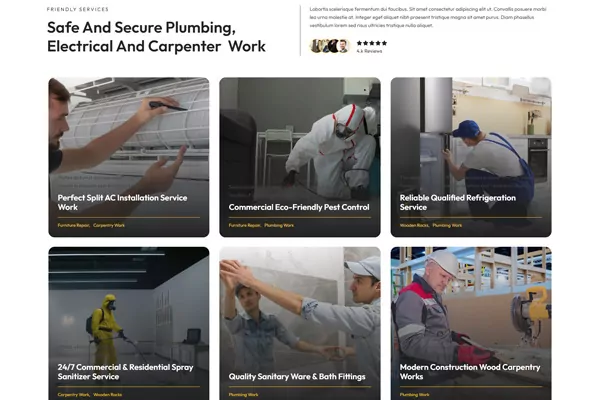 FRIENDLY SERVICES
Safe And Secure Plumbing,
Electrical And Carpenter Work
Lobortis scelerisque fermentum dui faucibus. Sit amet consectetur adipiscing elit ut. Convallis posuere morbi
leo urna molestie at. Integer eget aliquet nibh praesent tristique magna sit amet purus. Diam phasellus
vestibulum lorem sed risus ultricies tristique nulla aliquet.
4.6 Reviews
Perfect Split AC Installation Service
Work
Furniture Repair, Carpentry Work
Commercial Eco-Friendly Pest Control
Furniture Repair, Plumbing Work
Reliable Qualified Refrigeration
Service
Wooden Racks, Plumbing Work
24/7 Commercial & Residential Spray
Sanitizer Service
Carpentry Work, Wooden Racks
Quality Sanitary Ware & Bath Fittings
Plumbing Work
Modern Construction Wood Carpentry
Works
Plumbing Work